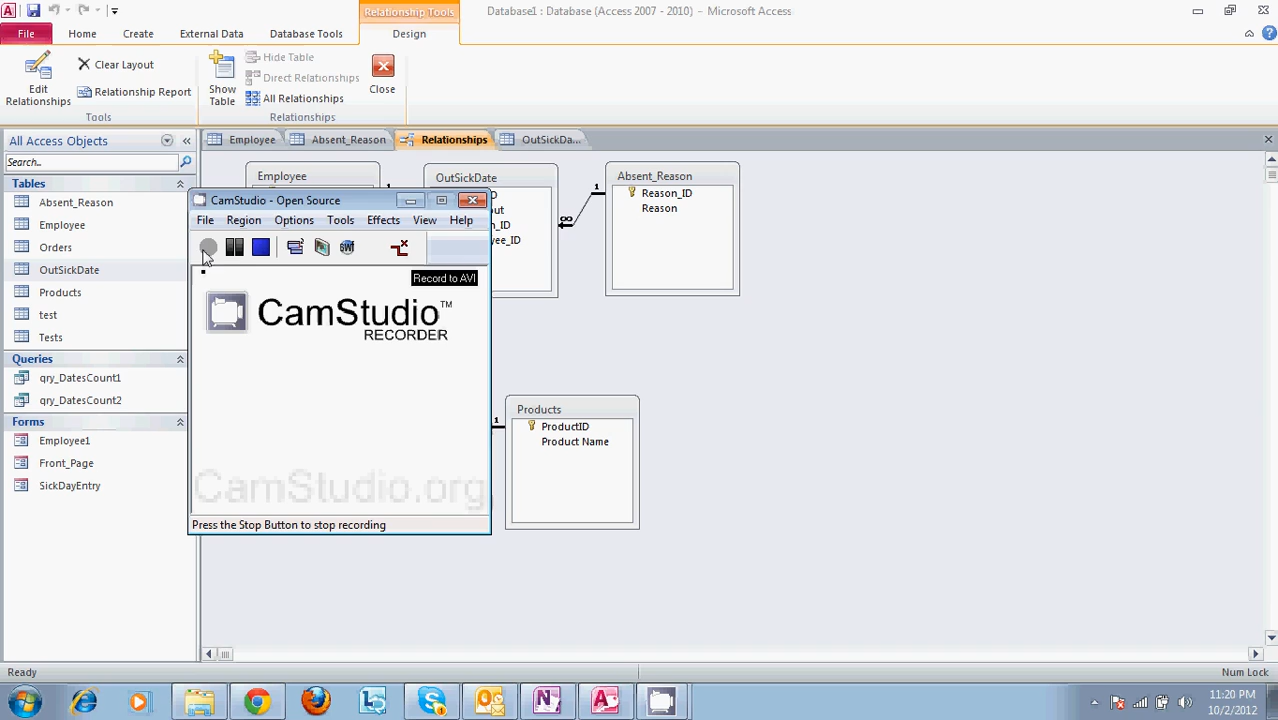 Relationship Tools
Database1 : Database (Access 2007 - 2010) - Microsoft Access
File
Home
Create
External Data
Database Tools
Design
Edit Relationships
Clear Layout
Relationship Report
Tools
Show Table
Hide Table
Direct Relationships
All Relationships
Relationships
Close
All Access Objects
Search..
Tables
Absent_Reason
Employee
Orders
OutSickDate
Products
test
Tests
Queries
qry_DatesCount1
qry_DatesCount2
Forms
Employee1
Front_Page
SickDayEntry
Employee
Absent_Reason
Relationships
OutSickDa...
Employee
1
OutSickDate
1
Absent_Reason
Reason_ID
Reason
CamStudio - Open Source
File
Region
Options
Tools
Effects
View
Help
SWF
Record to AVI
CamStudio™
RECORDER
CamStudio.org
Press the Stop Button to stop recording
1
Products
ProductID
Product Name
Ready
Num Lock
11:20 PM
10/2/2012